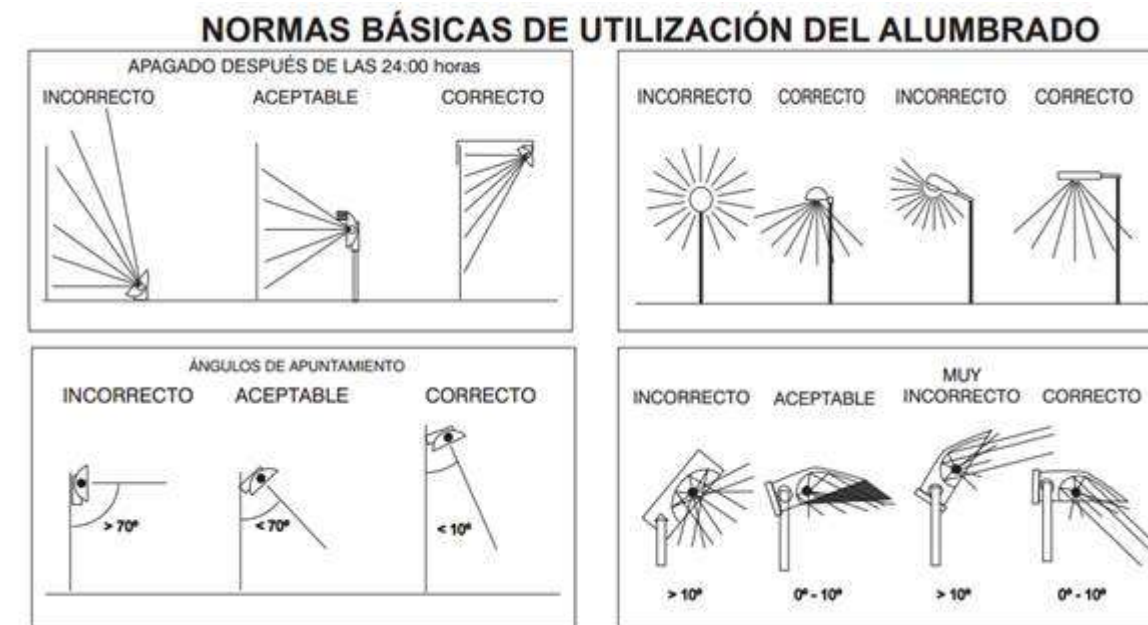 NORMAS BÁSICAS DE UTILIZACIÓN DEL ALUMBRADO
APAGADO DESPUÉS DE LAS 24:00 horas
INCORRECTO ACEPTABLE CORRECTO
INCORRECTO CORRECTO INCORRECTO CORRECTO
ÁNGULOS DE APUNTAMIENTO
INCORRECTO ACEPTABLE CORRECTO
> 70º < 70º < 10º
MUY
INCORRECTO ACEPTABLE INCORRECTO CORRECTO
> 10º 0º - 10º > 10º 0º - 10º